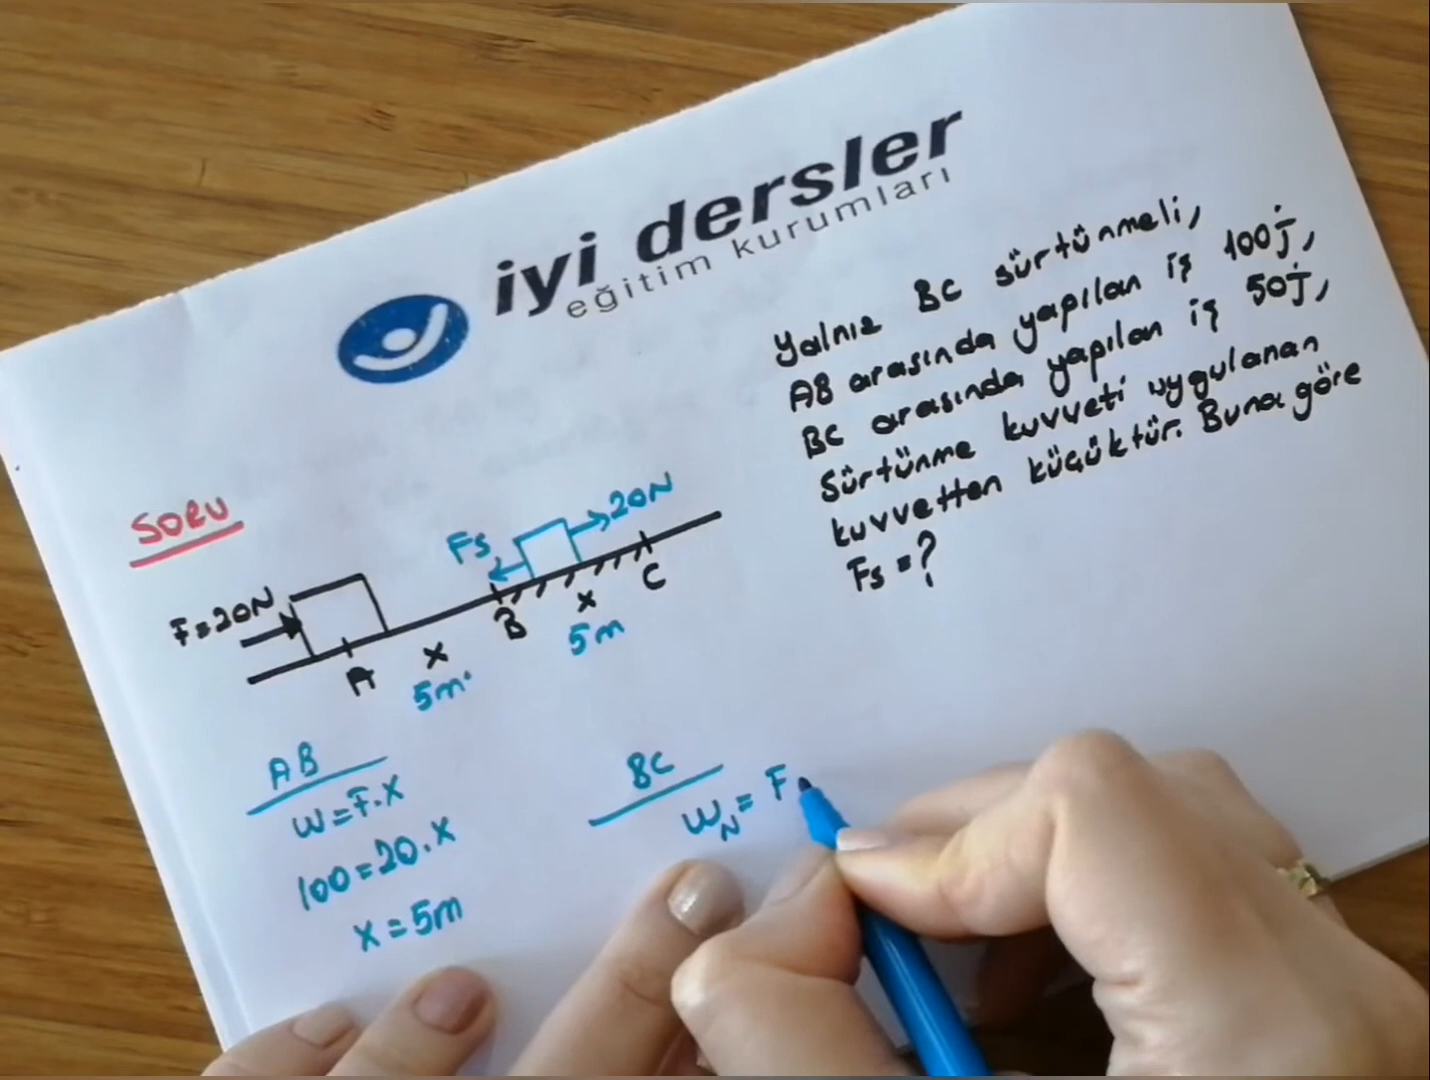 iyi dersler
eğitim kurumları
Yalnız BC sürtünmeli,
AB arasında yapılan iş 100j,
BC arasında yapılan iş 50j,
Sürtünme kuvveti uygulanan
kuvvetten küçüktür. Buna göre
Fs = ?
SORU
F=20N
Fs
20N
A
x
5m
B
x
5m
C
AB
W=F.x
100=20.x
x=5m
BC
WN= F